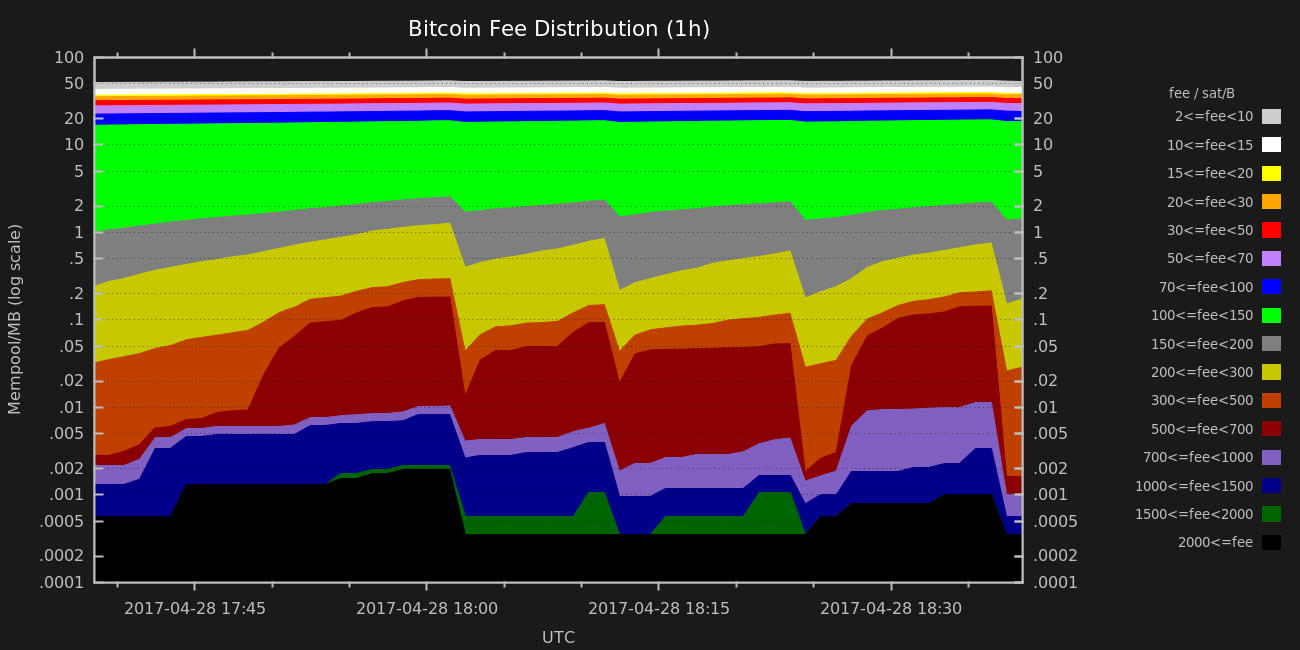 Bitcoin Fee Distribution (1h)
Mempool/MB (log scale)
100
50
20
10
5
2
1
.5
.2
.1
.05
.02
.01
.005
.002
.001
.0005
.0002
.0001
100
50
20
10
5
2
1
.5
.2
.1
.05
.02
.01
.005
.002
.001
.0005
.0002
.0001
2017-04-28 17:45
2017-04-28 18:00
2017-04-28 18:15
2017-04-28 18:30
UTC
fee / sat/B
2<=fee<10
10<=fee<15
15<=fee<20
20<=fee<30
30<=fee<50
50<=fee<70
70<=fee<100
100<=fee<150
150<=fee<200
200<=fee<300
300<=fee<500
500<=fee<700
700<=fee<1000
1000<=fee<1500
1500<=fee<2000
2000<=fee